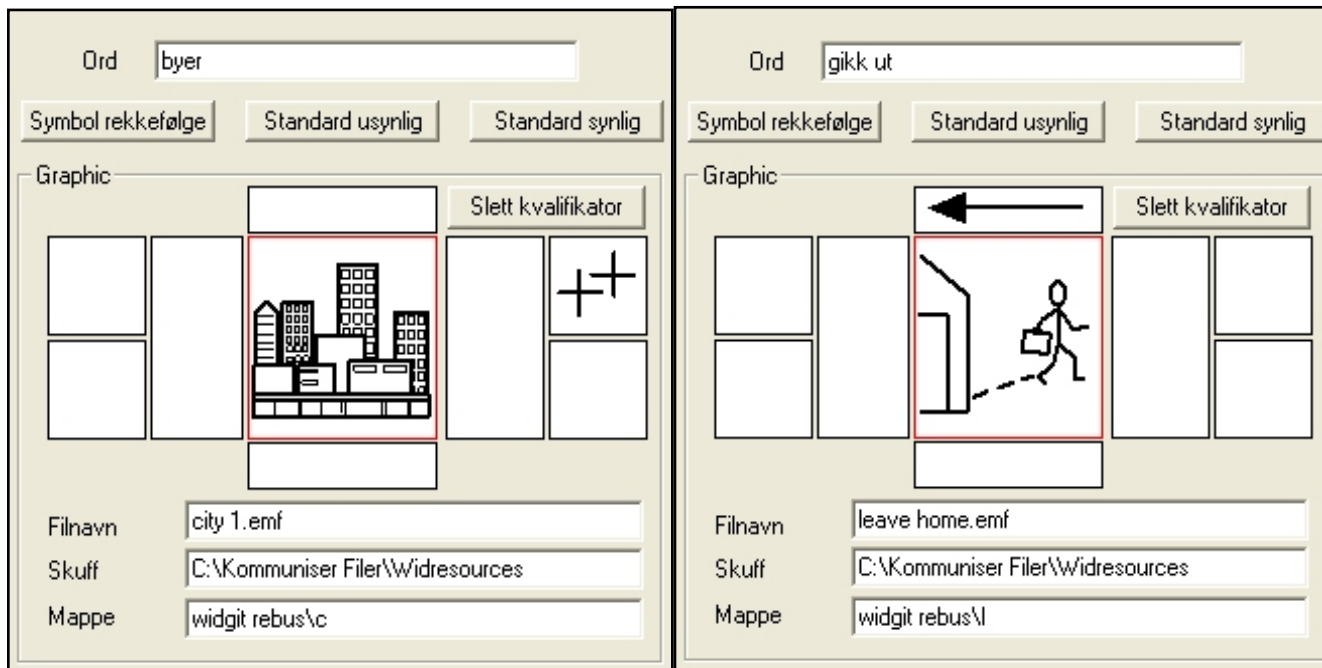 Ord byer
Symbol rekkefølge Standard usynlig Standard synlig
Graphic
Slett kvalifikator
Filnavn city 1.emf
Skuff C:\Kommuniser Filer\Widresources
Mappe widgit rebus\c
Ord gikk ut
Symbol rekkefølge Standard usynlig Standard synlig
Graphic
Slett kvalifikator
Filnavn leave home.emf
Skuff C:\Kommuniser Filer\Widresources
Mappe widgit rebus\l